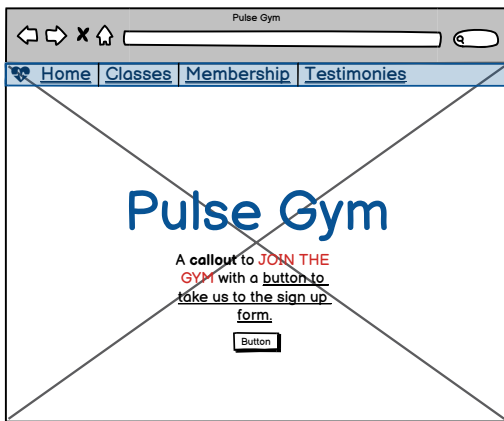 Pulse Gym
Home Classes Membership Testimonies
Pulse Gym
A callout to JOIN THE
GYM with a button to
take us to the sign up
form.
Button